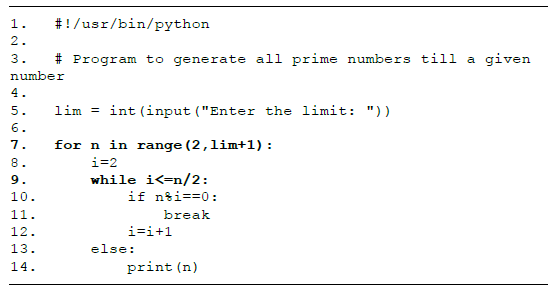 1.   #!/usr/bin/python
2.
3.   # Program to generate all prime numbers till a given
number
4.
5.   lim = int(input("Enter the limit: "))
6.
7.   for n in range(2,lim+1):
8.       i=2
9.       while i<=n/2:
10.          if n%i==0:
11.              break
12.          i=i+1
13.      else:
14.          print(n)